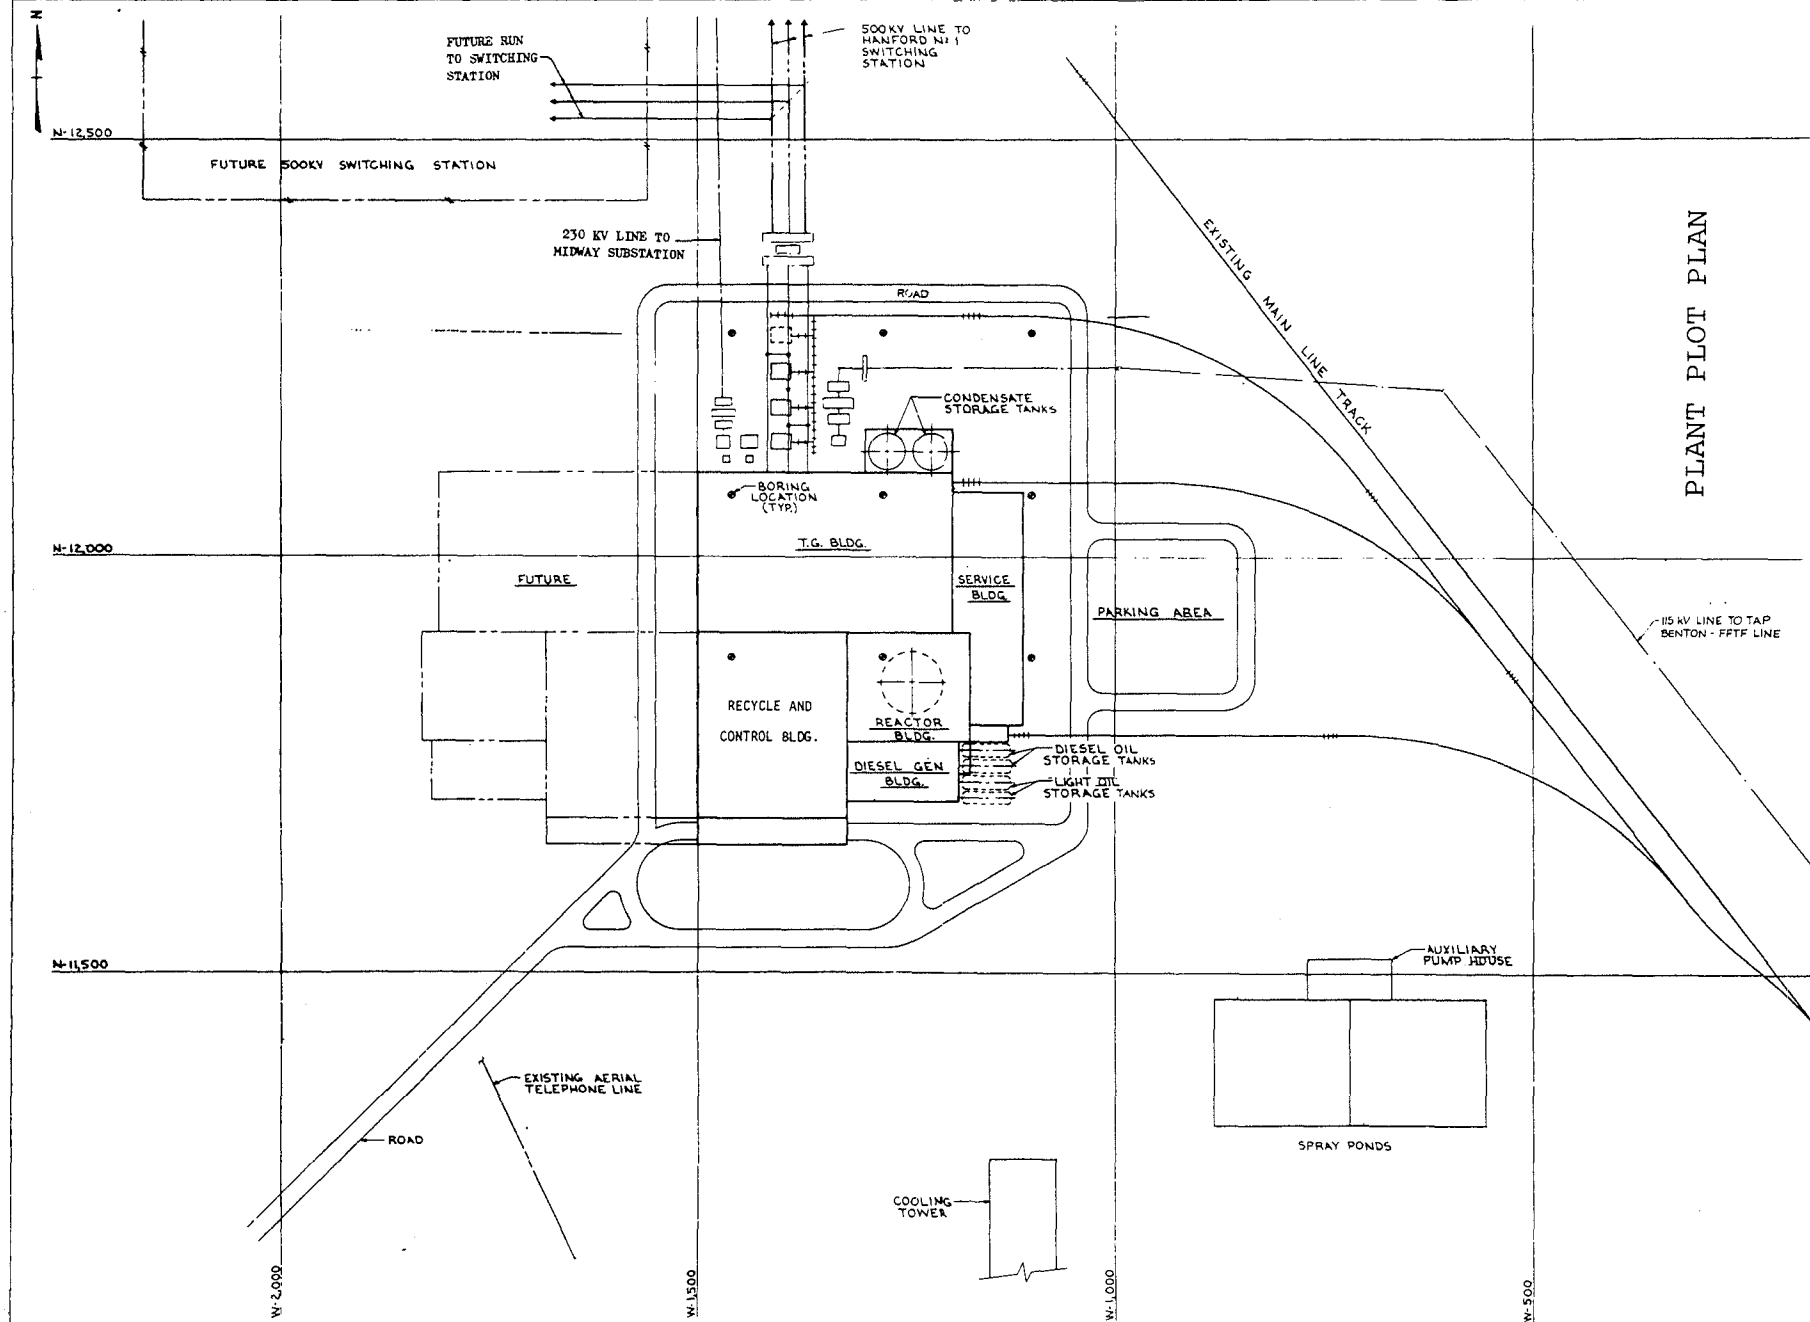 N
FUTURE RUN
TO SWITCHING
STATION
500KV LINE TO
HANFORD Nº 1
SWITCHING
STATION
N-12,500
FUTURE 500KV SWITCHING STATION
230 KV LINE TO
MIDWAY SUBSTATION
ROAD
EXISTING MAIN LINE TRACK
PLANT PLOT PLAN
CONDENSATE
STORAGE TANKS
BORING
LOCATION
(TYP.)
T.G. BLDG.
N-12,000
FUTURE
SERVICE
BLDG.
PARKING AREA
115 KV LINE TO TAP
BENTON - FFTF LINE
RECYCLE AND
CONTROL BLDG.
REACTOR
BLDG.
DIESEL GEN
BLDG.
DIESEL OIL
STORAGE TANKS
LIGHT OIL
STORAGE TANKS
N-11,500
AUXILIARY
PUMP HOUSE
EXISTING AERIAL
TELEPHONE LINE
ROAD
SPRAY PONDS
COOLING
TOWER
W-2,000
W-1,500
W-1,000
W-500